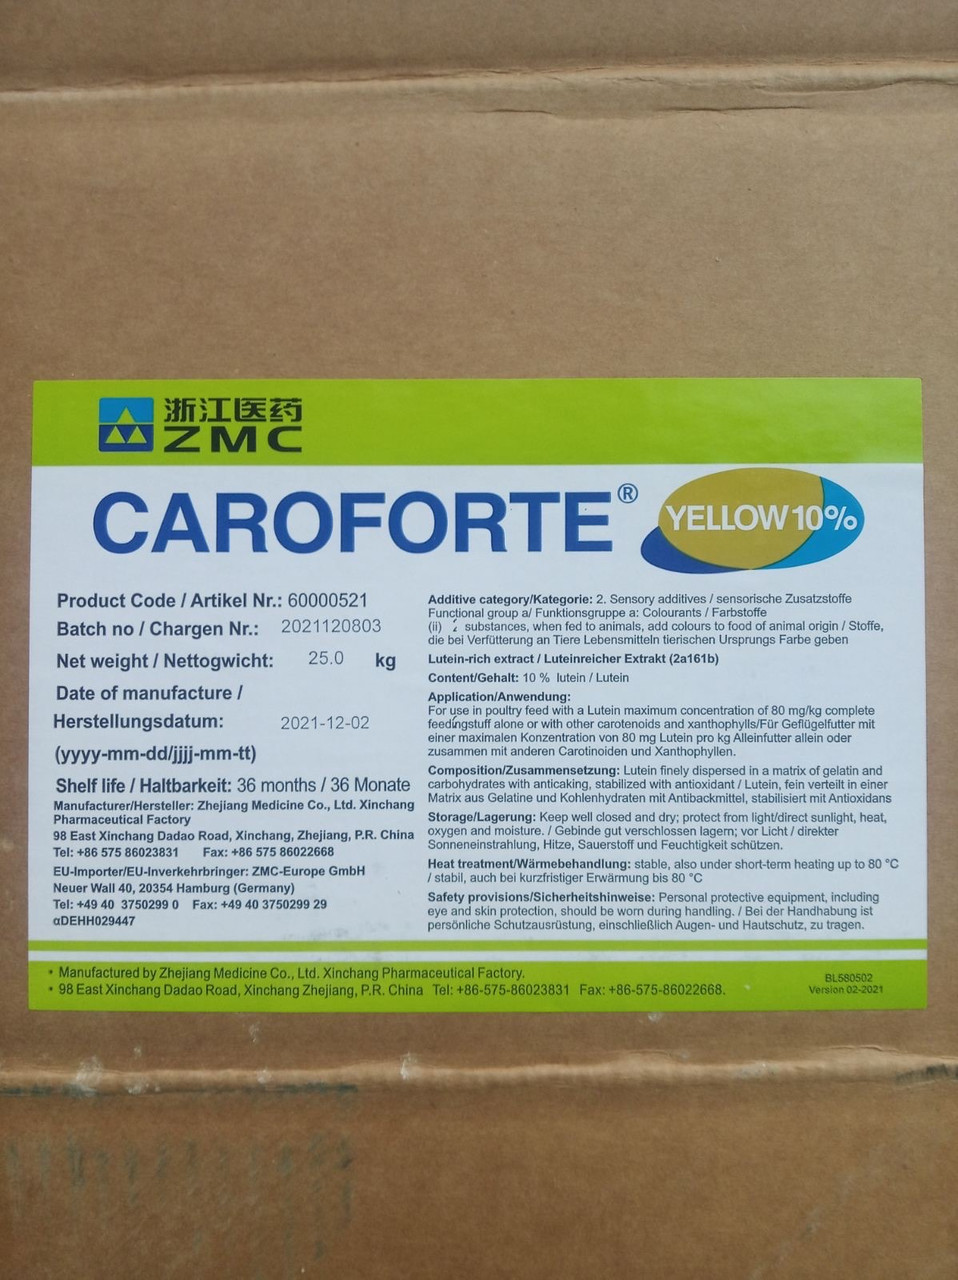 浙江医药
ZMC
CAROFORTE®
YELLOW 10%
Product Code / Artikel Nr.: 60000521
Batch no / Chargen Nr.: 2021120803
Net weight / Nettogwicht: 25.0 kg
Date of manufacture /
Herstellungsdatum: 2021-12-02
(yyyy-mm-dd/jjjj-mm-tt)
Shelf life / Haltbarkeit: 36 months / 36 Monate
Manufacturer/Hersteller: Zhejiang Medicine Co., Ltd. Xinchang
Pharmaceutical Factory
98 East Xinchang Dadao Road, Xinchang, Zhejiang, P.R. China
Tel: +86 575 86023831 Fax: +86 575 86022668
EU-Importer/EU-Inverkehrbringer: ZMC-Europe GmbH
Neuer Wall 40, 20354 Hamburg (Germany)
Tel: +49 40 3750299 0 Fax: +49 40 3750299 29
αDEHH029447
Additive category/Kategorie: 2. Sensory additives / sensorische Zusatzstoffe
Functional group a/ Funktionsgruppe a: Colourants / Farbstoffe
(ii) substances, when fed to animals, add colours to food of animal origin / Stoffe,
die bei Verfütterung an Tiere Lebensmitteln tierischen Ursprungs Farbe geben
Lutein-rich extract / Luteinreicher Extrakt (2a161b)
Content/Gehalt: 10 % lutein / Lutein
Application/Anwendung:
For use in poultry feed with a Lutein maximum concentration of 80 mg/kg complete
feedingstuff alone or with other carotenoids and xanthophylls/Für Geflügelfutter mit
einer maximalen Konzentration von 80 mg Lutein pro kg Alleinfutter allein oder
zusammen mit anderen Carotinoiden und Xanthophyllen.
Composition/Zusammensetzung: Lutein finely dispersed in a matrix of gelatin and
carbohydrates with anticaking, stabilized with antioxidant / Lutein, fein verteilt in einer
Matrix aus Gelatine und Kohlenhydraten mit Antibackmittel, stabilisiert mit Antioxidans
Storage/Lagerung: Keep well closed and dry; protect from light/direct sunlight, heat,
oxygen and moisture. / Gebinde gut verschlossen lagern; vor Licht / direkter
Sonneneinstrahlung, Hitze, Sauerstoff und Feuchtigkeit schützen.
Heat treatment/Wärmebehandlung: stable, also under short-term heating up to 80 °C
/ stabil, auch bei kurzfristiger Erwärmung bis 80 °C
Safety provisions/Sicherheitshinweise: Personal protective equipment, including
eye and skin protection, should be worn during handling. / Bei der Handhabung ist
persönliche Schutzausrüstung, einschließlich Augen- und Hautschutz, zu tragen.
* Manufactured by Zhejiang Medicine Co., Ltd. Xinchang Pharmaceutical Factory.
* 98 East Xinchang Dadao Road, Xinchang Zhejiang, P.R. China Tel: +86-575-86023831 Fax: +86-575-86022668.
BL580502
Version 02-2021